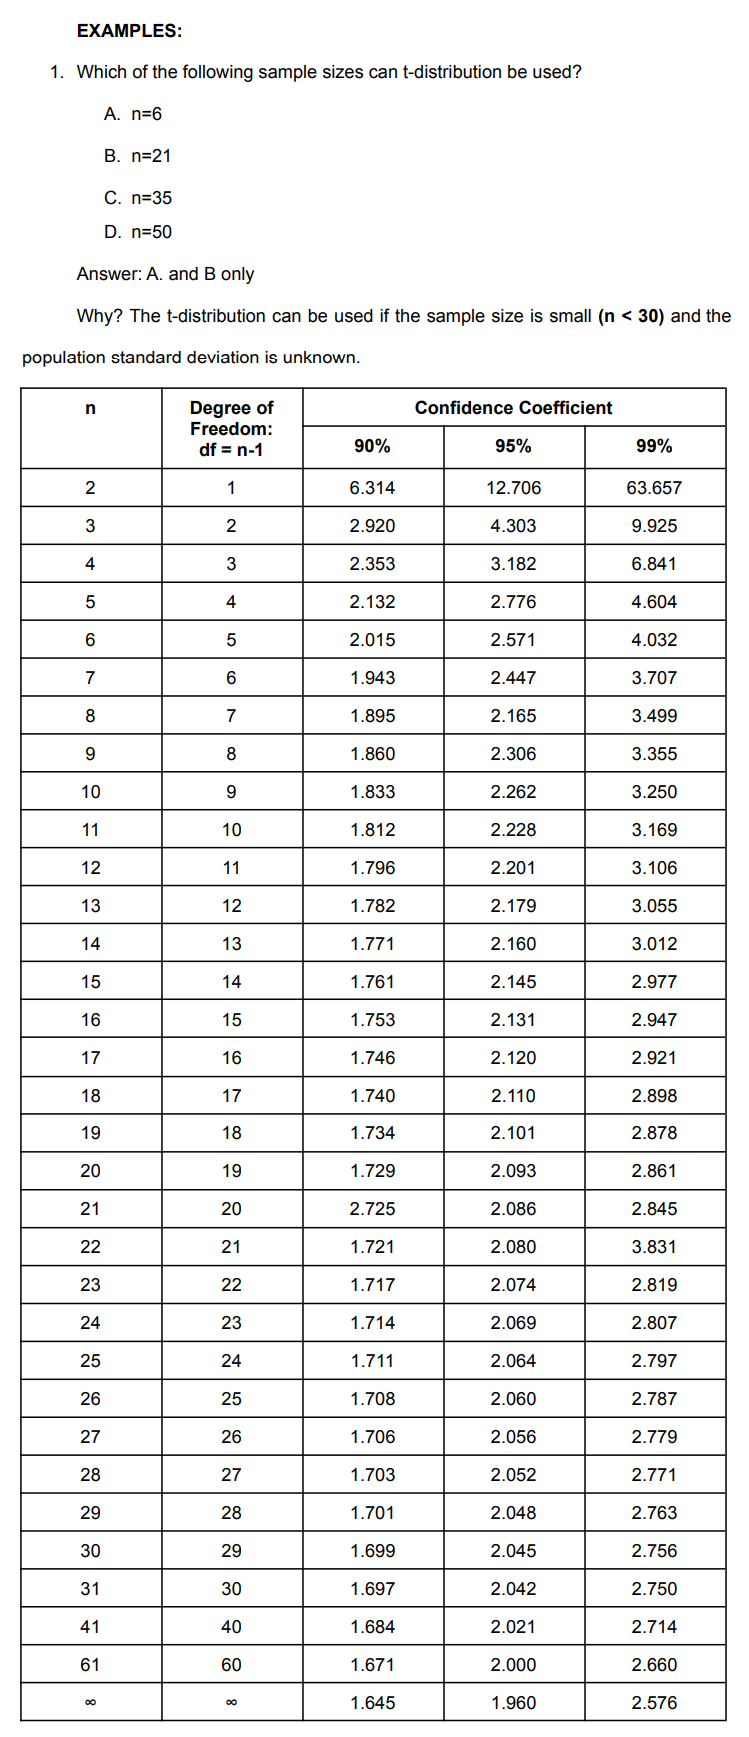 EXAMPLES:
1. Which of the following sample sizes can t-distribution be used?
A. n=6
B. n=21
C. n=35
D. n=50
Answer: A. and B only
Why? The t-distribution can be used if the sample size is small (n < 30) and the
population standard deviation is unknown.
n Degree of Freedom: df = n-1 Confidence Coefficient
90% 95% 99%
2 1 6.314 12.706 63.657
3 2 2.920 4.303 9.925
4 3 2.353 3.182 6.841
5 4 2.132 2.776 4.604
6 5 2.015 2.571 4.032
7 6 1.943 2.447 3.707
8 7 1.895 2.165 3.499
9 8 1.860 2.306 3.355
10 9 1.833 2.262 3.250
11 10 1.812 2.228 3.169
12 11 1.796 2.201 3.106
13 12 1.782 2.179 3.055
14 13 1.771 2.160 3.012
15 14 1.761 2.145 2.977
16 15 1.753 2.131 2.947
17 16 1.746 2.120 2.921
18 17 1.740 2.110 2.898
19 18 1.734 2.101 2.878
20 19 1.729 2.093 2.861
21 20 2.725 2.086 2.845
22 21 1.721 2.080 3.831
23 22 1.717 2.074 2.819
24 23 1.714 2.069 2.807
25 24 1.711 2.064 2.797
26 25 1.708 2.060 2.787
27 26 1.706 2.056 2.779
28 27 1.703 2.052 2.771
29 28 1.701 2.048 2.763
30 29 1.699 2.045 2.756
31 30 1.697 2.042 2.750
41 40 1.684 2.021 2.714
61 60 1.671 2.000 2.660
∞ ∞ 1.645 1.960 2.576